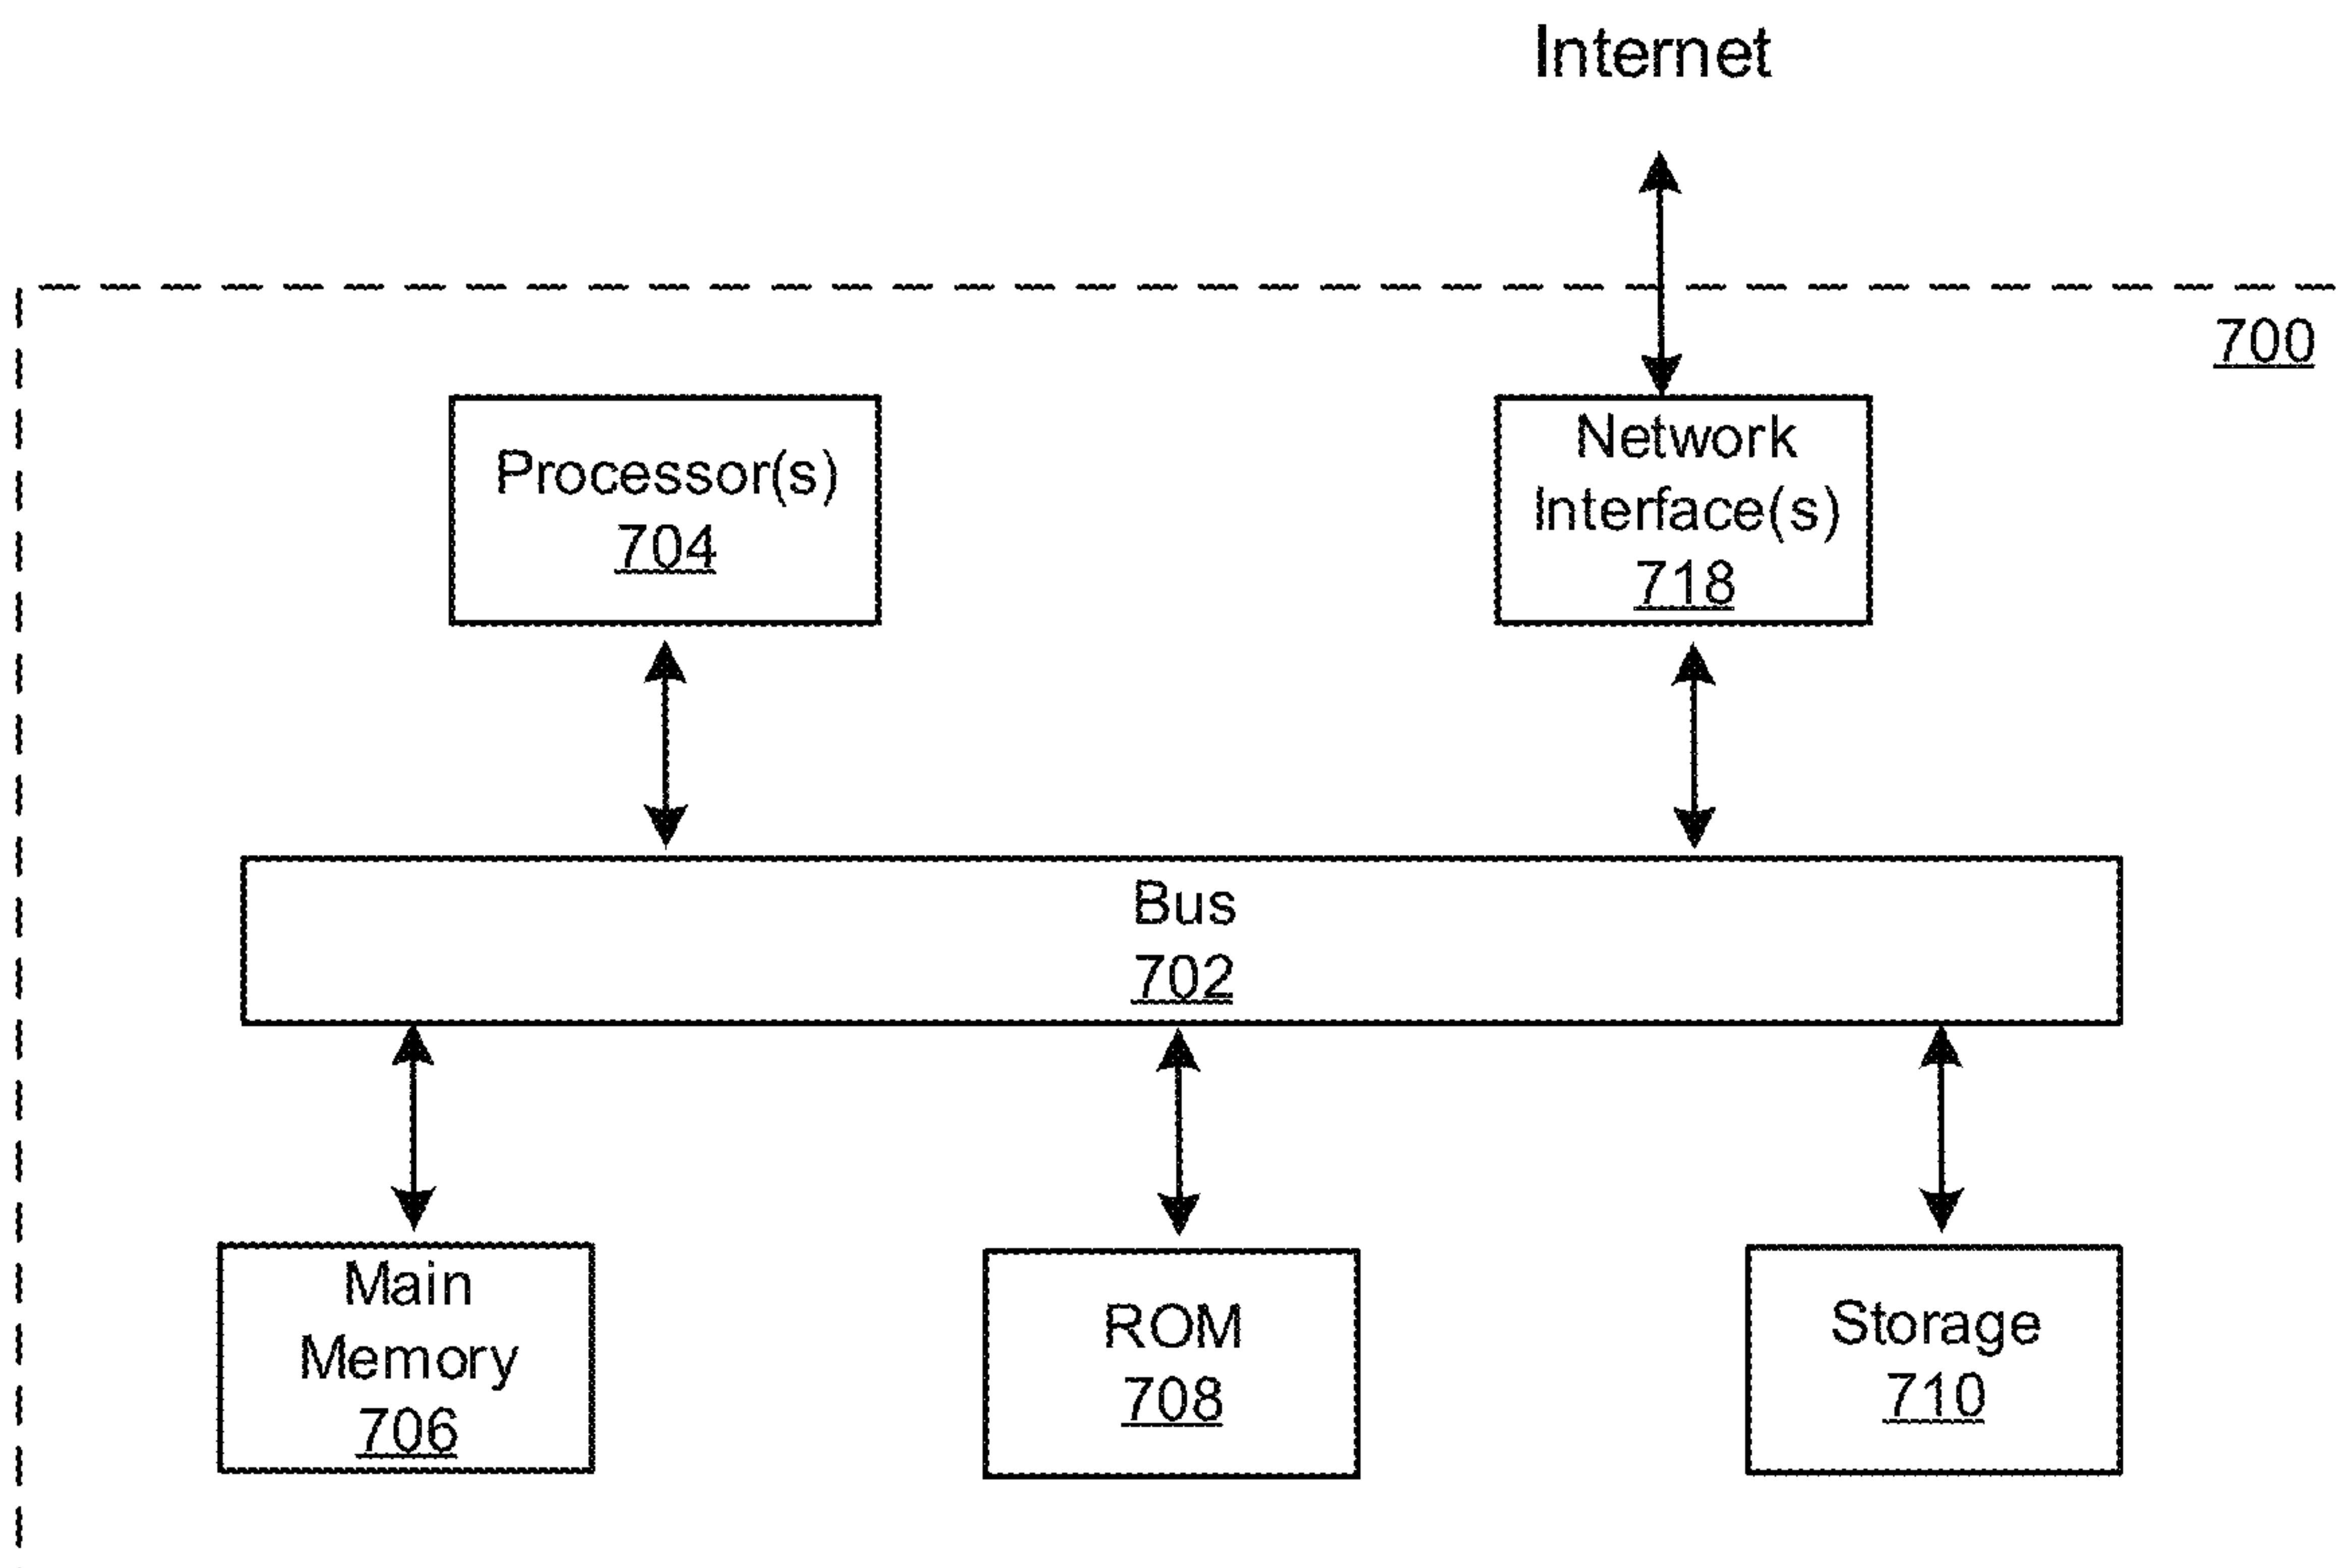 Internet
700
Processor(s)
704
Network
Interface(s)
718
Bus
702
Main
Memory
706
ROM
708
Storage
710